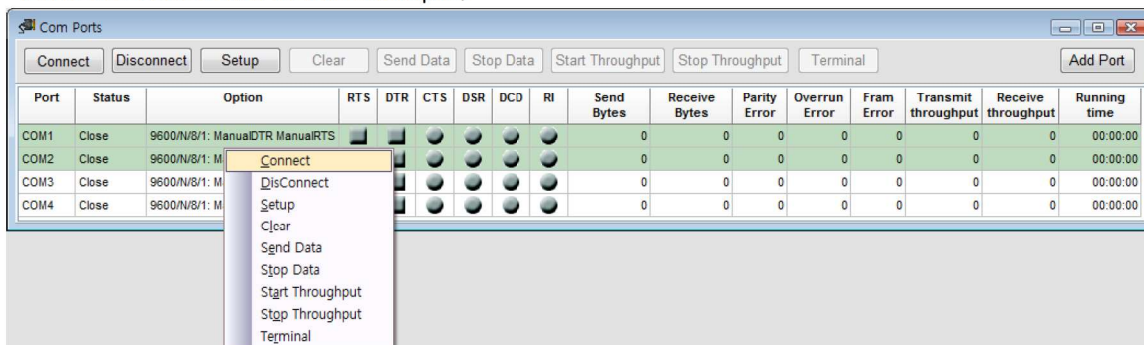 Com Ports
Connect Disconnect Setup Clear Send Data Stop Data Start Throughput Stop Throughput Terminal Add Port
Port Status Option RTS DTR CTS DSR DCD RI Send Bytes Receive Bytes Parity Error Overrun Error Fram Error Transmit throughput Receive throughput Running time
COM1 Close 9600/N/8/1: ManualDTR ManualRTS 0 0 0 0 0 0 0 00:00:00
COM2 Close 9600/N/8/1: M 0 0 0 0 0 0 0 00:00:00
COM3 Close 9600/N/8/1: M 0 0 0 0 0 0 0 00:00:00
COM4 Close 9600/N/8/1: M 0 0 0 0 0 0 0 00:00:00
Connect
DisConnect
Setup
Clear
Send Data
Stop Data
Start Throughput
Stop Throughput
Terminal